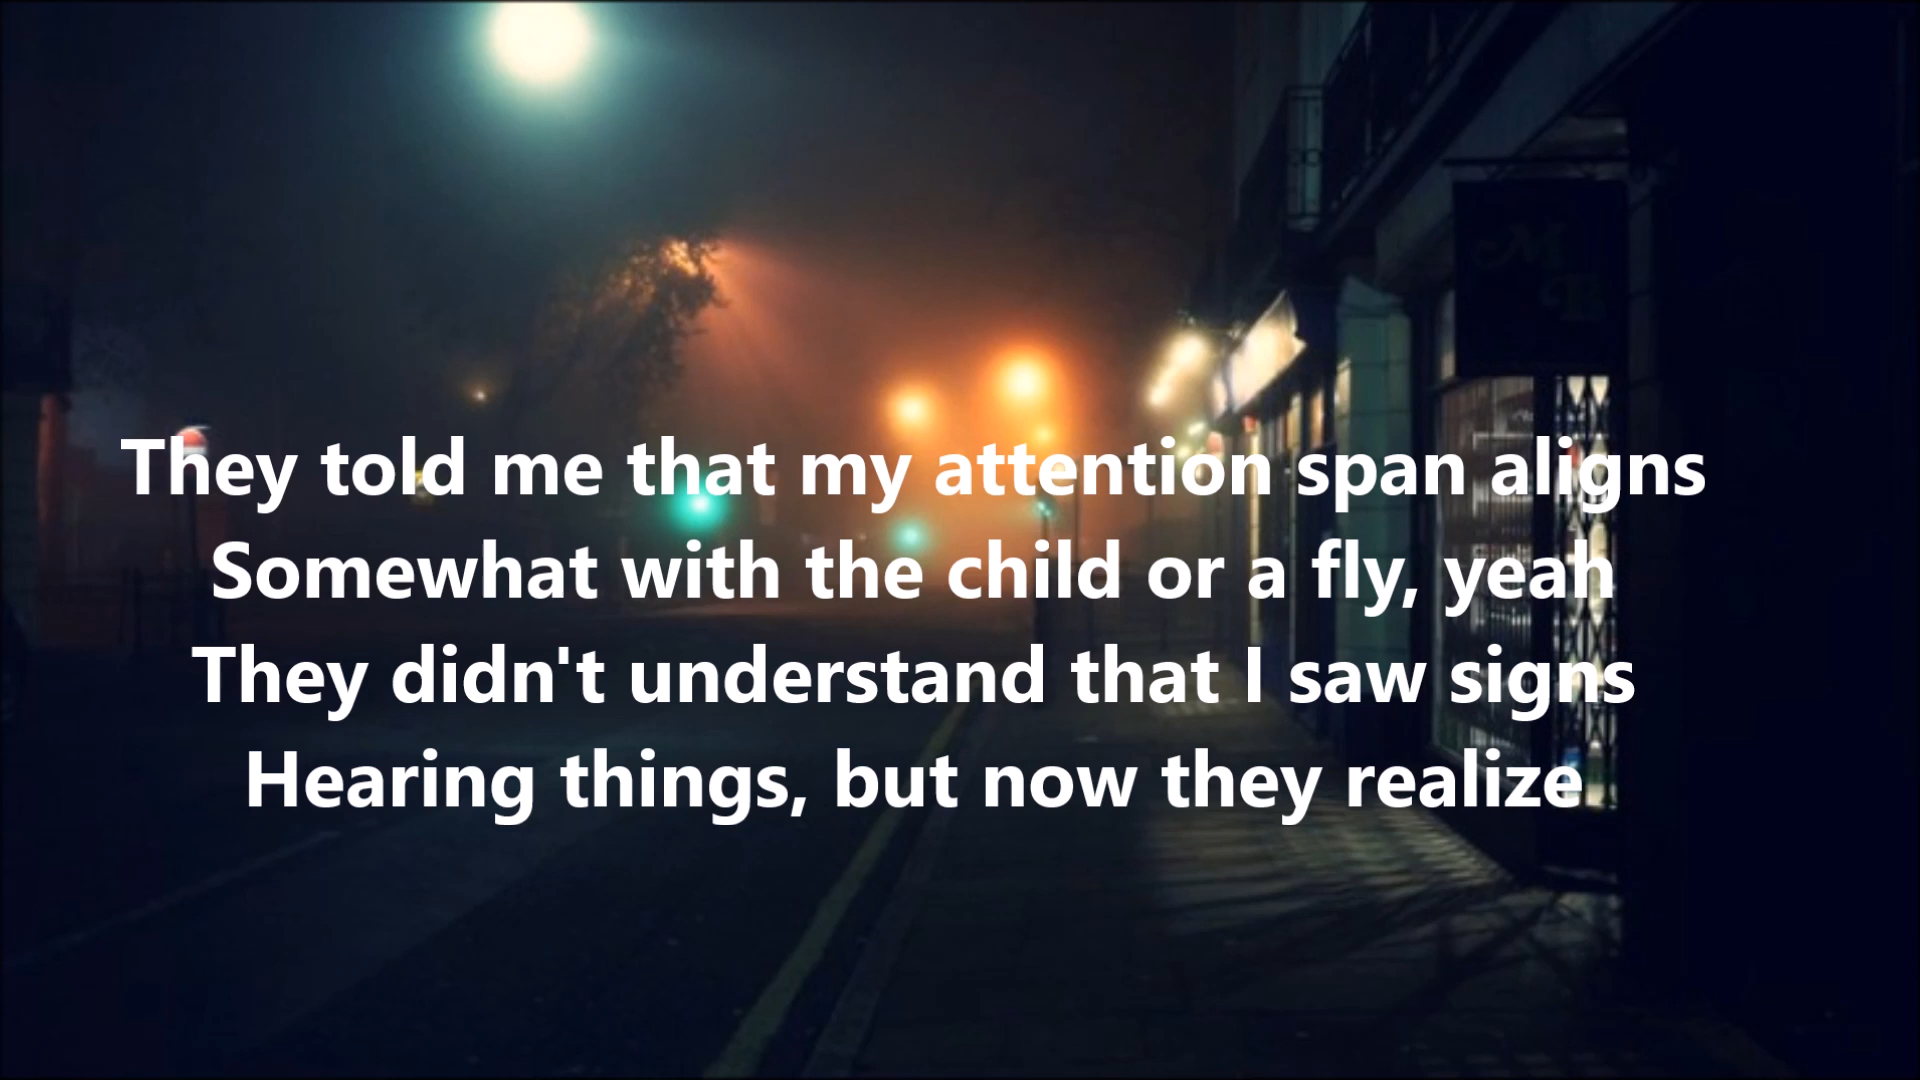 They told me that my attention span aligns
Somewhat with the child or a fly, yeah
They didn't understand that I saw signs
Hearing things, but now they realize